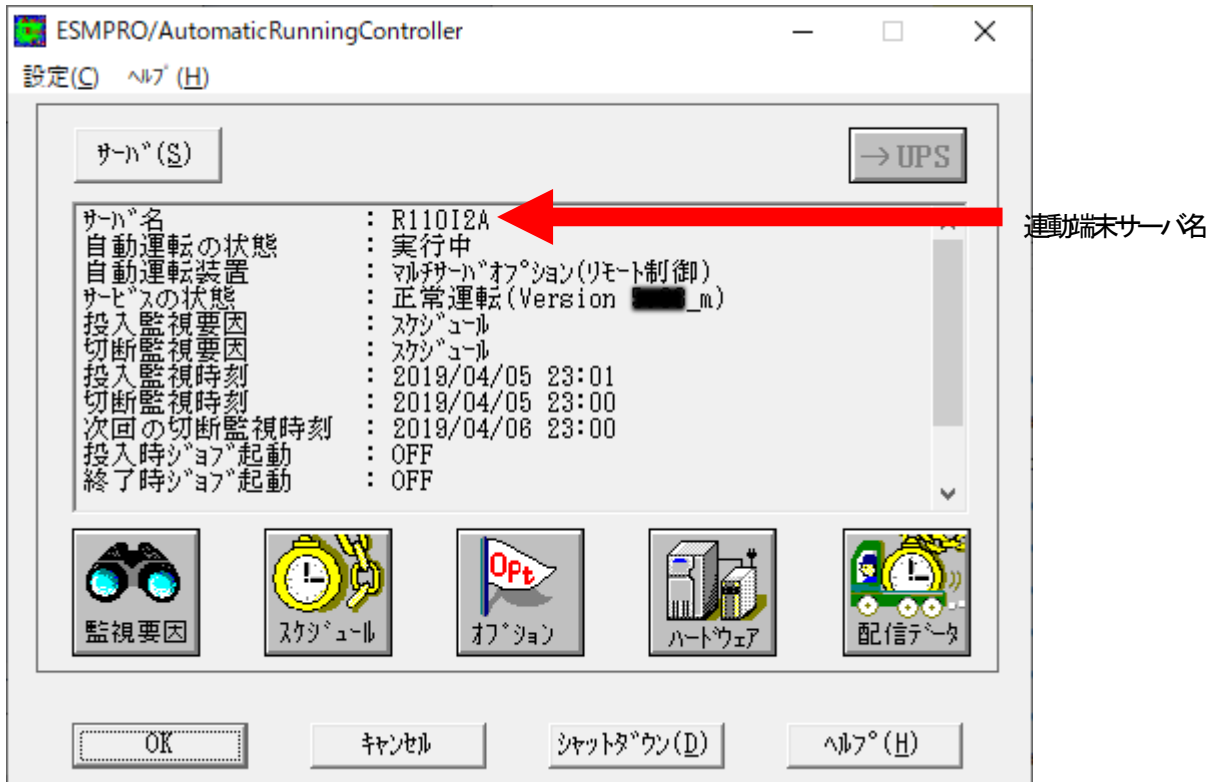 ESMPRO/AutomaticRunningController
設定(C) ヘルプ(H)
サーバ(S)
→UPS
サーバ名 : R110I2A
連動端末サーバ名
自動運転の状態 : 実行中
自動運転装置 : マルチサーバオプション(リモート制御)
サービスの状態 : 正常運転(Version _m)
投入監視要因 : スケジュール
切断監視要因 : スケジュール
投入監視時刻 : 2019/04/05 23:01
切断監視時刻 : 2019/04/05 23:00
次回の切断監視時刻 : 2019/04/06 23:00
投入時ジョブ起動 : OFF
終了時ジョブ起動 : OFF
Opt
監視要因
スケジュール
オプション
ハードウェア
配信データ
OK
キャンセル
シャットダウン(D)
ヘルプ(H)